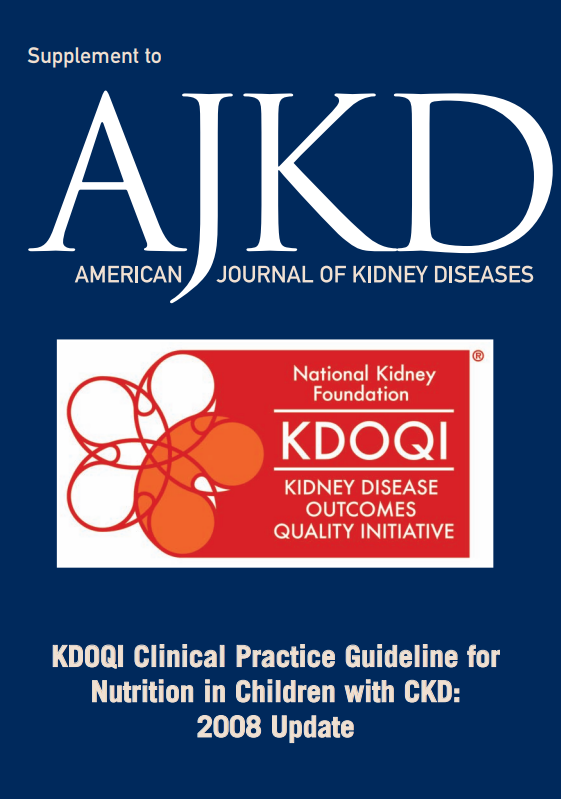 Supplement to
AJKD
AMERICAN JOURNAL OF KIDNEY DISEASES
®
National Kidney
Foundation
KDOQI
KIDNEY DISEASE
OUTCOMES
QUALITY INITIATIVE
KDOQI Clinical Practice Guideline for
Nutrition in Children with CKD:
2008 Update